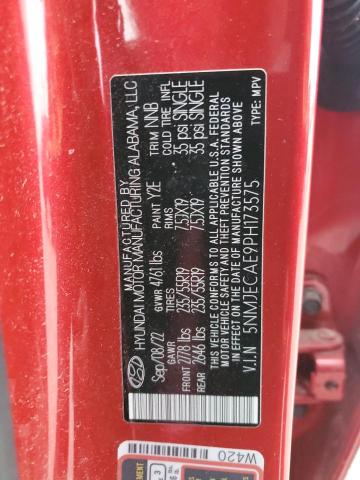 HYUNDAI MOTOR MANUFACTURING ALABAMA, LLC
Sep/08/22 GVWR 4761 lbs PAINT Y2E TRIM NNB
GAWR TIRES RIMS COLD TIRE INFL
FRONT 2778 lbs 235/55R19 7.5JX19 35 psi SINGLE
REAR 2646 lbs 235/55R19 7.5JX19 35 psi SINGLE
THIS VEHICLE CONFORMS TO ALL APPLICABLE U.S.A. FEDERAL
MOTOR VEHICLE SAFETY AND THEFT PREVENTION STANDARDS
IN EFFECT ON THE DATE OF MANUFACTURE SHOWN ABOVE.
V.I.N 5NMJECAE9PH173575 TYPE: MPV
W420
3